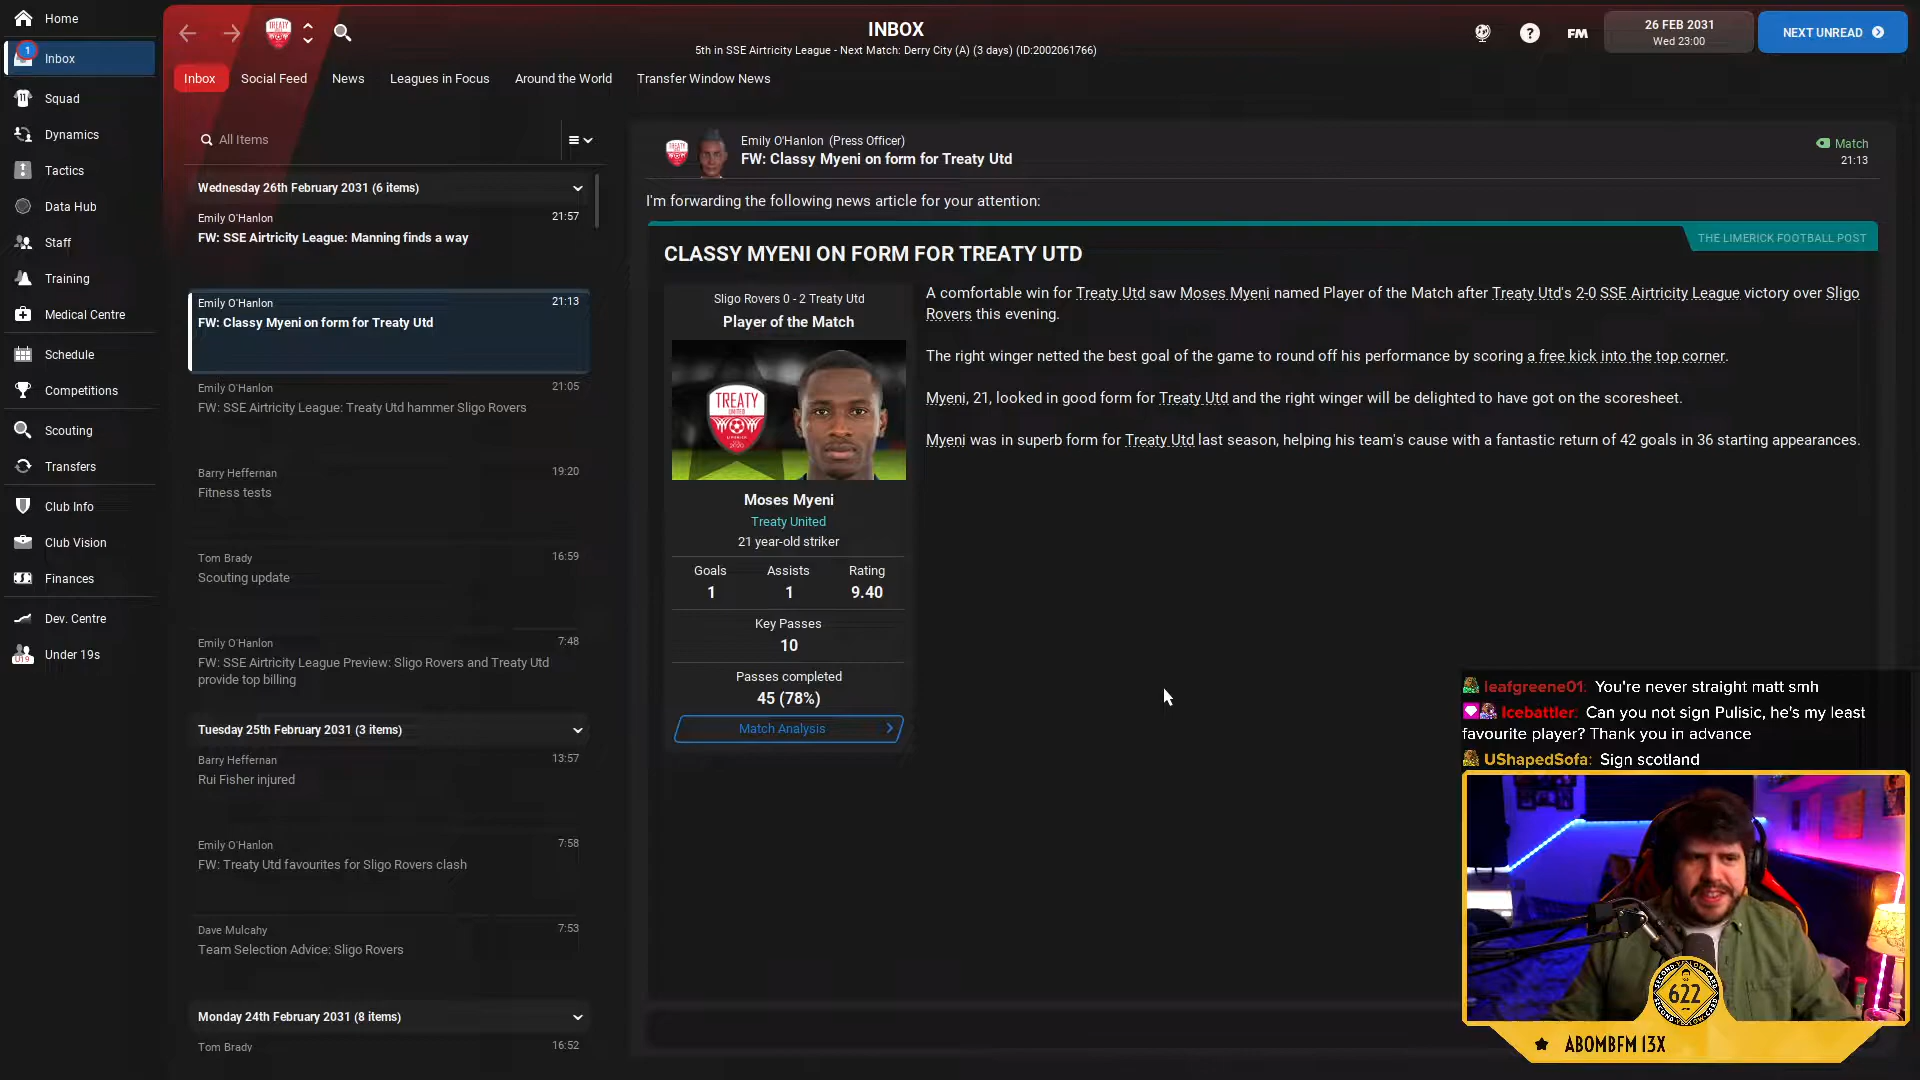 Home
Inbox
1
Squad
Dynamics
Tactics
Data Hub
Staff
Training
Medical Centre
Schedule
Competitions
Scouting
Transfers
Club Info
Club Vision
Finances
Dev. Centre
Under 19s
U19
INBOX
5th in SSE Airtricity League - Next Match: Derry City (A) (3 days) (ID:2002061766)
FM
26 FEB 2031
Wed 23:00
NEXT UNREAD
Inbox
Social Feed
News
Leagues in Focus
Around the World
Transfer Window News
All Items
Wednesday 26th February 2031 (6 items)
Emily O'Hanlon 21:57
FW: SSE Airtricity League: Manning finds a way
Emily O'Hanlon 21:13
FW: Classy Myeni on form for Treaty Utd
Emily O'Hanlon 21:05
FW: SSE Airtricity League: Treaty Utd hammer Sligo Rovers
Barry Heffernan 19:20
Fitness tests
Tom Brady 16:59
Scouting update
Emily O'Hanlon 7:48
FW: SSE Airtricity League Preview: Sligo Rovers and Treaty Utd
provide top billing
Tuesday 25th February 2031 (3 items)
Barry Heffernan 13:57
Rui Fisher injured
Emily O'Hanlon 7:58
FW: Treaty Utd favourites for Sligo Rovers clash
Dave Mulcahy 7:53
Team Selection Advice: Sligo Rovers
Monday 24th February 2031 (8 items)
Tom Brady 16:52
Emily O'Hanlon (Press Officer)
FW: Classy Myeni on form for Treaty Utd
Match
21:13
I'm forwarding the following news article for your attention:
THE LIMERICK FOOTBALL POST
CLASSY MYENI ON FORM FOR TREATY UTD
Sligo Rovers 0 - 2 Treaty Utd
Player of the Match
TREATY
UNITED
Moses Myeni
Treaty United
21 year-old striker
Goals Assists Rating
1 1 9.40
Key Passes
10
Passes completed
45 (78%)
Match Analysis
A comfortable win for Treaty Utd saw Moses Myeni named Player of the Match after Treaty Utd's 2-0 SSE Airtricity League victory over Sligo
Rovers this evening.
The right winger netted the best goal of the game to round off his performance by scoring a free kick into the top corner.
Myeni, 21, looked in good form for Treaty Utd and the right winger will be delighted to have got on the scoresheet.
Myeni was in superb form for Treaty Utd last season, helping his team's cause with a fantastic return of 42 goals in 36 starting appearances.
leafgreene01: You're never straight matt smh
Icebattler: Can you not sign Pulisic, he's my least
favourite player? Thank you in advance
UShapedSofa: Sign scotland
SECOND YELLOW CARD
622
ABOMBFM 13X